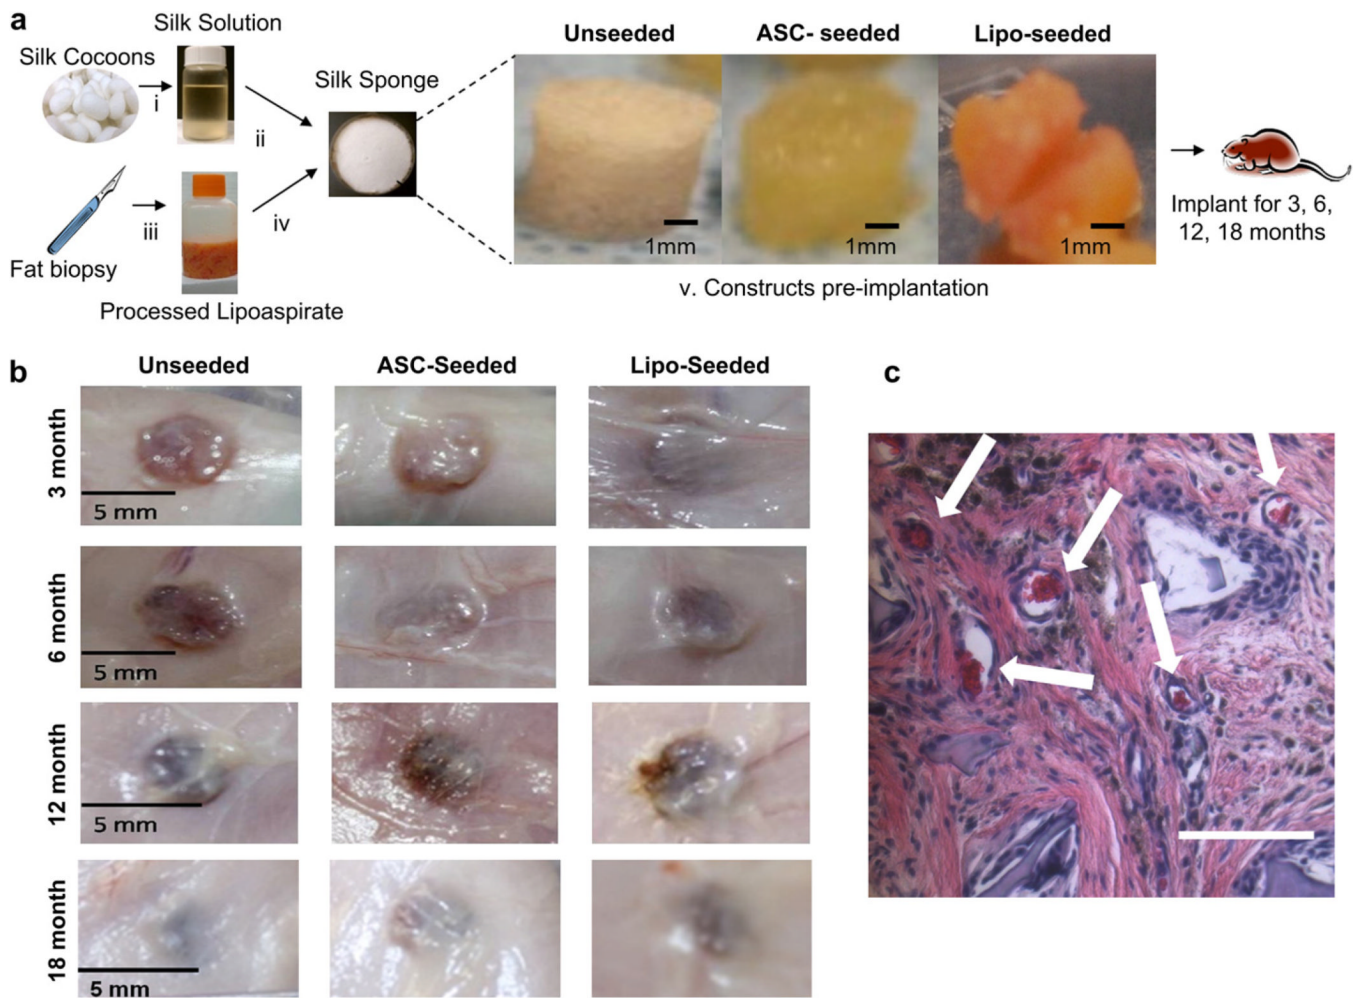 a
Silk Solution
Silk Cocoons
i
ii
Silk Sponge
Unseeded
ASC- seeded
Lipo-seeded
1mm
1mm
1mm
Implant for 3, 6,
12, 18 months
iii
iv
Fat biopsy
Processed Lipoaspirate
v. Constructs pre-implantation
b
Unseeded
ASC-Seeded
Lipo-Seeded
3 month
5 mm
6 month
5 mm
12 month
5 mm
18 month
5 mm
c